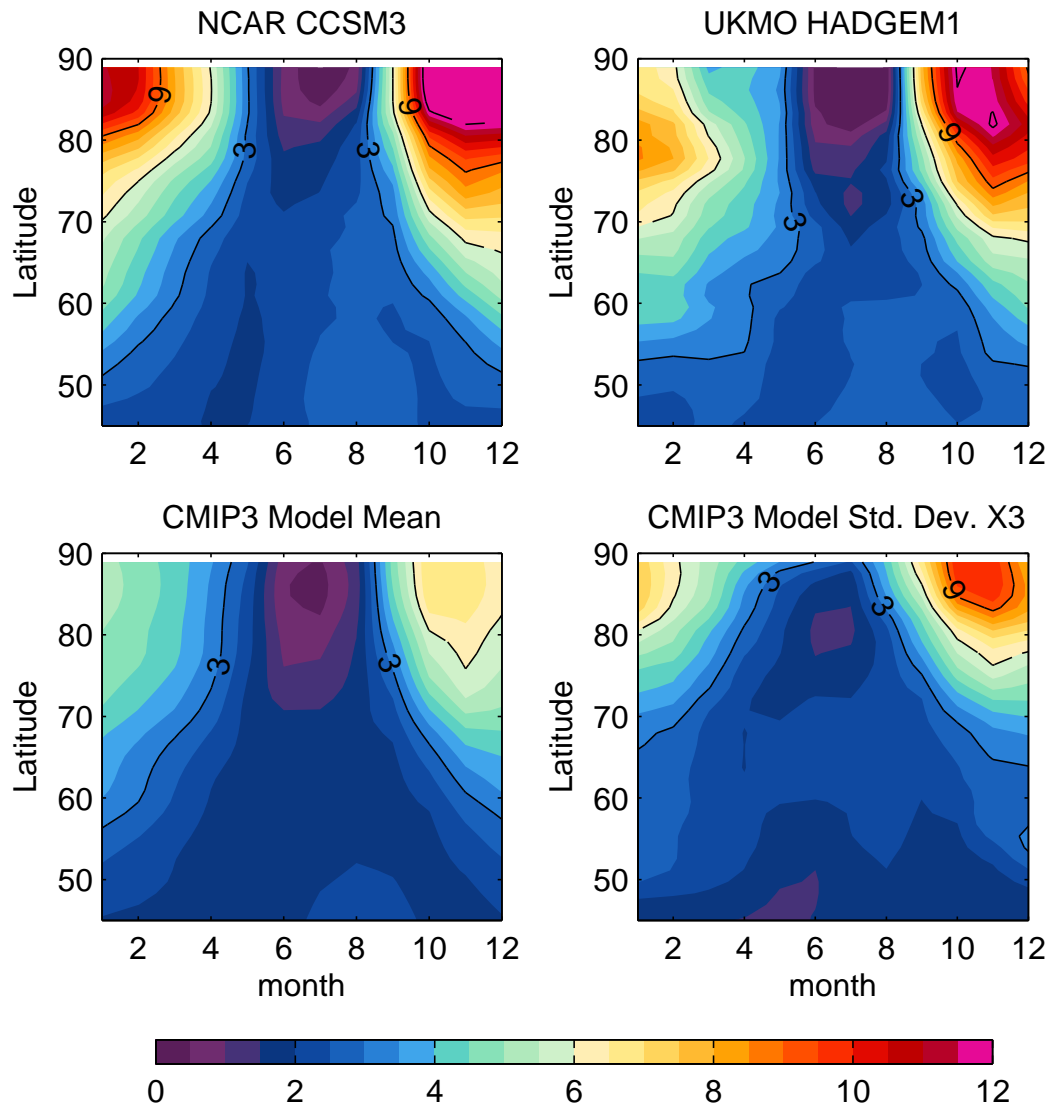 NCAR CCSM3
UKMO HADGEM1
90
80
70
60
50
Latitude
9
3
3
9
2 4 6 8 10 12
90
80
70
60
50
Latitude
9
3
3
2 4 6 8 10 12
CMIP3 Model Mean
CMIP3 Model Std. Dev. X3
90
80
70
60
50
Latitude
3
3
2 4 6 8 10 12
month
90
80
70
60
50
Latitude
3
3
9
2 4 6 8 10 12
month
0 2 4 6 8 10 12